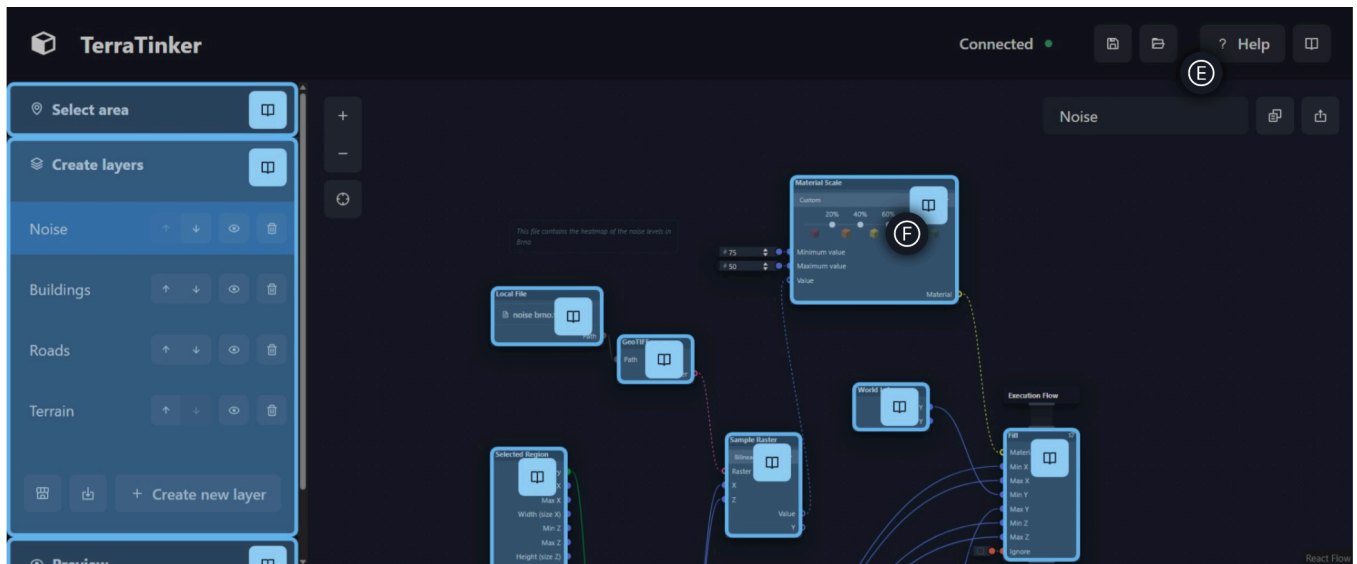 TerraTinker
Connected
? Help
E
Select area
Create layers
Noise
Buildings
Roads
Terrain
+ Create new layer
Preview
+
−
Noise
This file contains the heatmap of the noise levels in
Brno
Material Scale
Custom
20% 40% 60%
F
# 75
Minimum value
# 50
Maximum value
Value
Material
Local File
noise brno.
Path
GeoTIFF
Path
World
Y
Y
Execution Flow
Fill
Min X
Max X
Min Y
Max Y
Min Z
Max Z
Ignore
Sample Raster
Raster
X
Z
Value
Y
Selected Region
Max X
Width (size X)
Min Z
Max Z
Height (size Z)
React Flow